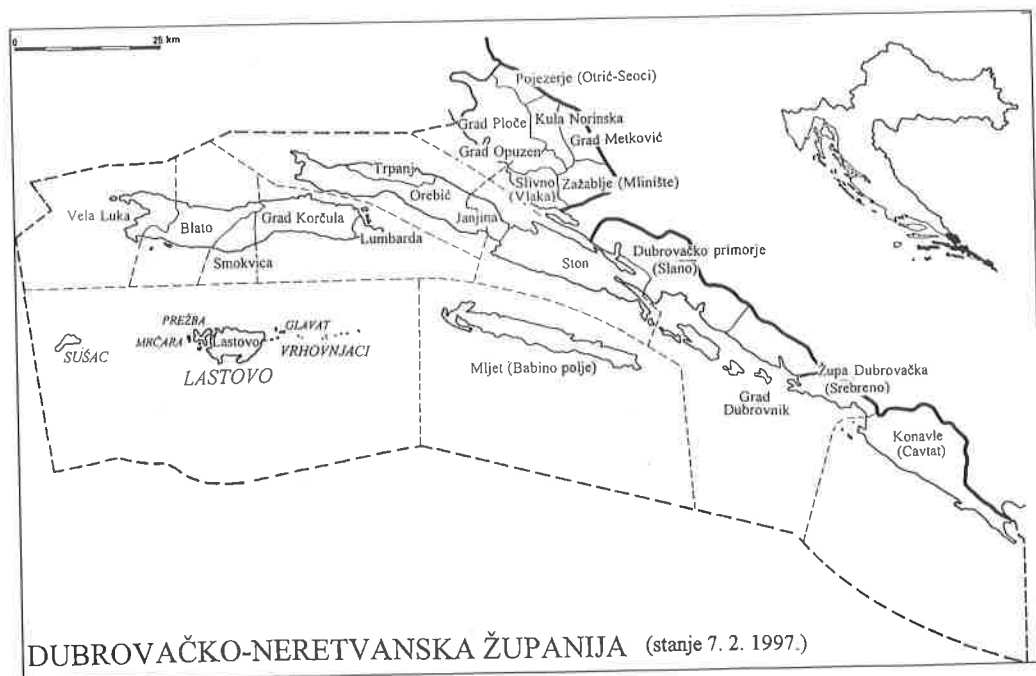 0 25 km
Pojezerje (Otrić-Seoci)
Grad Ploče
Kula Norinska
Grad Metković
Grad Opuzen
Trpanj
Slivno
(Vlaka)
Zažablje (Mlinište)
Orebić
Janjina
Vela Luka
Blato
Grad Korčula
Lumbarda
Smokvica
Ston
Dubrovačko primorje
(Slano)
PREŽBA
GLAVAT
MRČARA
Lastovo
VRHOVNJACI
SUŠAC
LASTOVO
Mljet (Babino polje)
Župa Dubrovačka
(Srebreno)
Grad
Dubrovnik
Konavle
(Cavtat)
DUBROVAČKO-NERETVANSKA ŽUPANIJA (stanje 7. 2. 1997.)